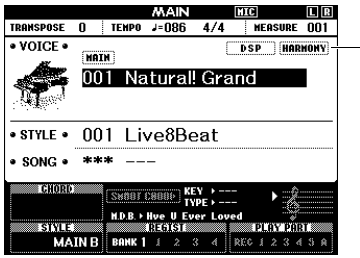 MAIN MIC L R
TRANSPOSE 0 TEMPO ♩=086 4/4 MEASURE 001
• VOICE • MAIN DSP HARMONY
001 Natural! Grand
• STYLE • 001 Live8Beat
• SONG • *** ---
CHORD SMART CHORD KEY ▸ ---
TYPE ▸ ---
M.D.B. ▸ Hve U Ever Loved
STYLE REGIST PLAY PART
MAIN B BANK 1 1 2 3 4 REC 1 2 3 4 5 A